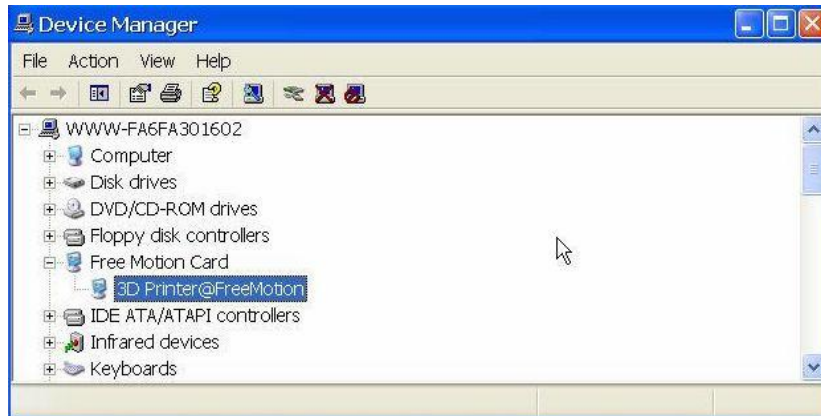 Device Manager
File Action View Help
WWW-FA6FA301602
Computer
Disk drives
DVD/CD-ROM drives
Floppy disk controllers
Free Motion Card
3D Printer@FreeMotion
IDE ATA/ATAPI controllers
Infrared devices
Keyboards